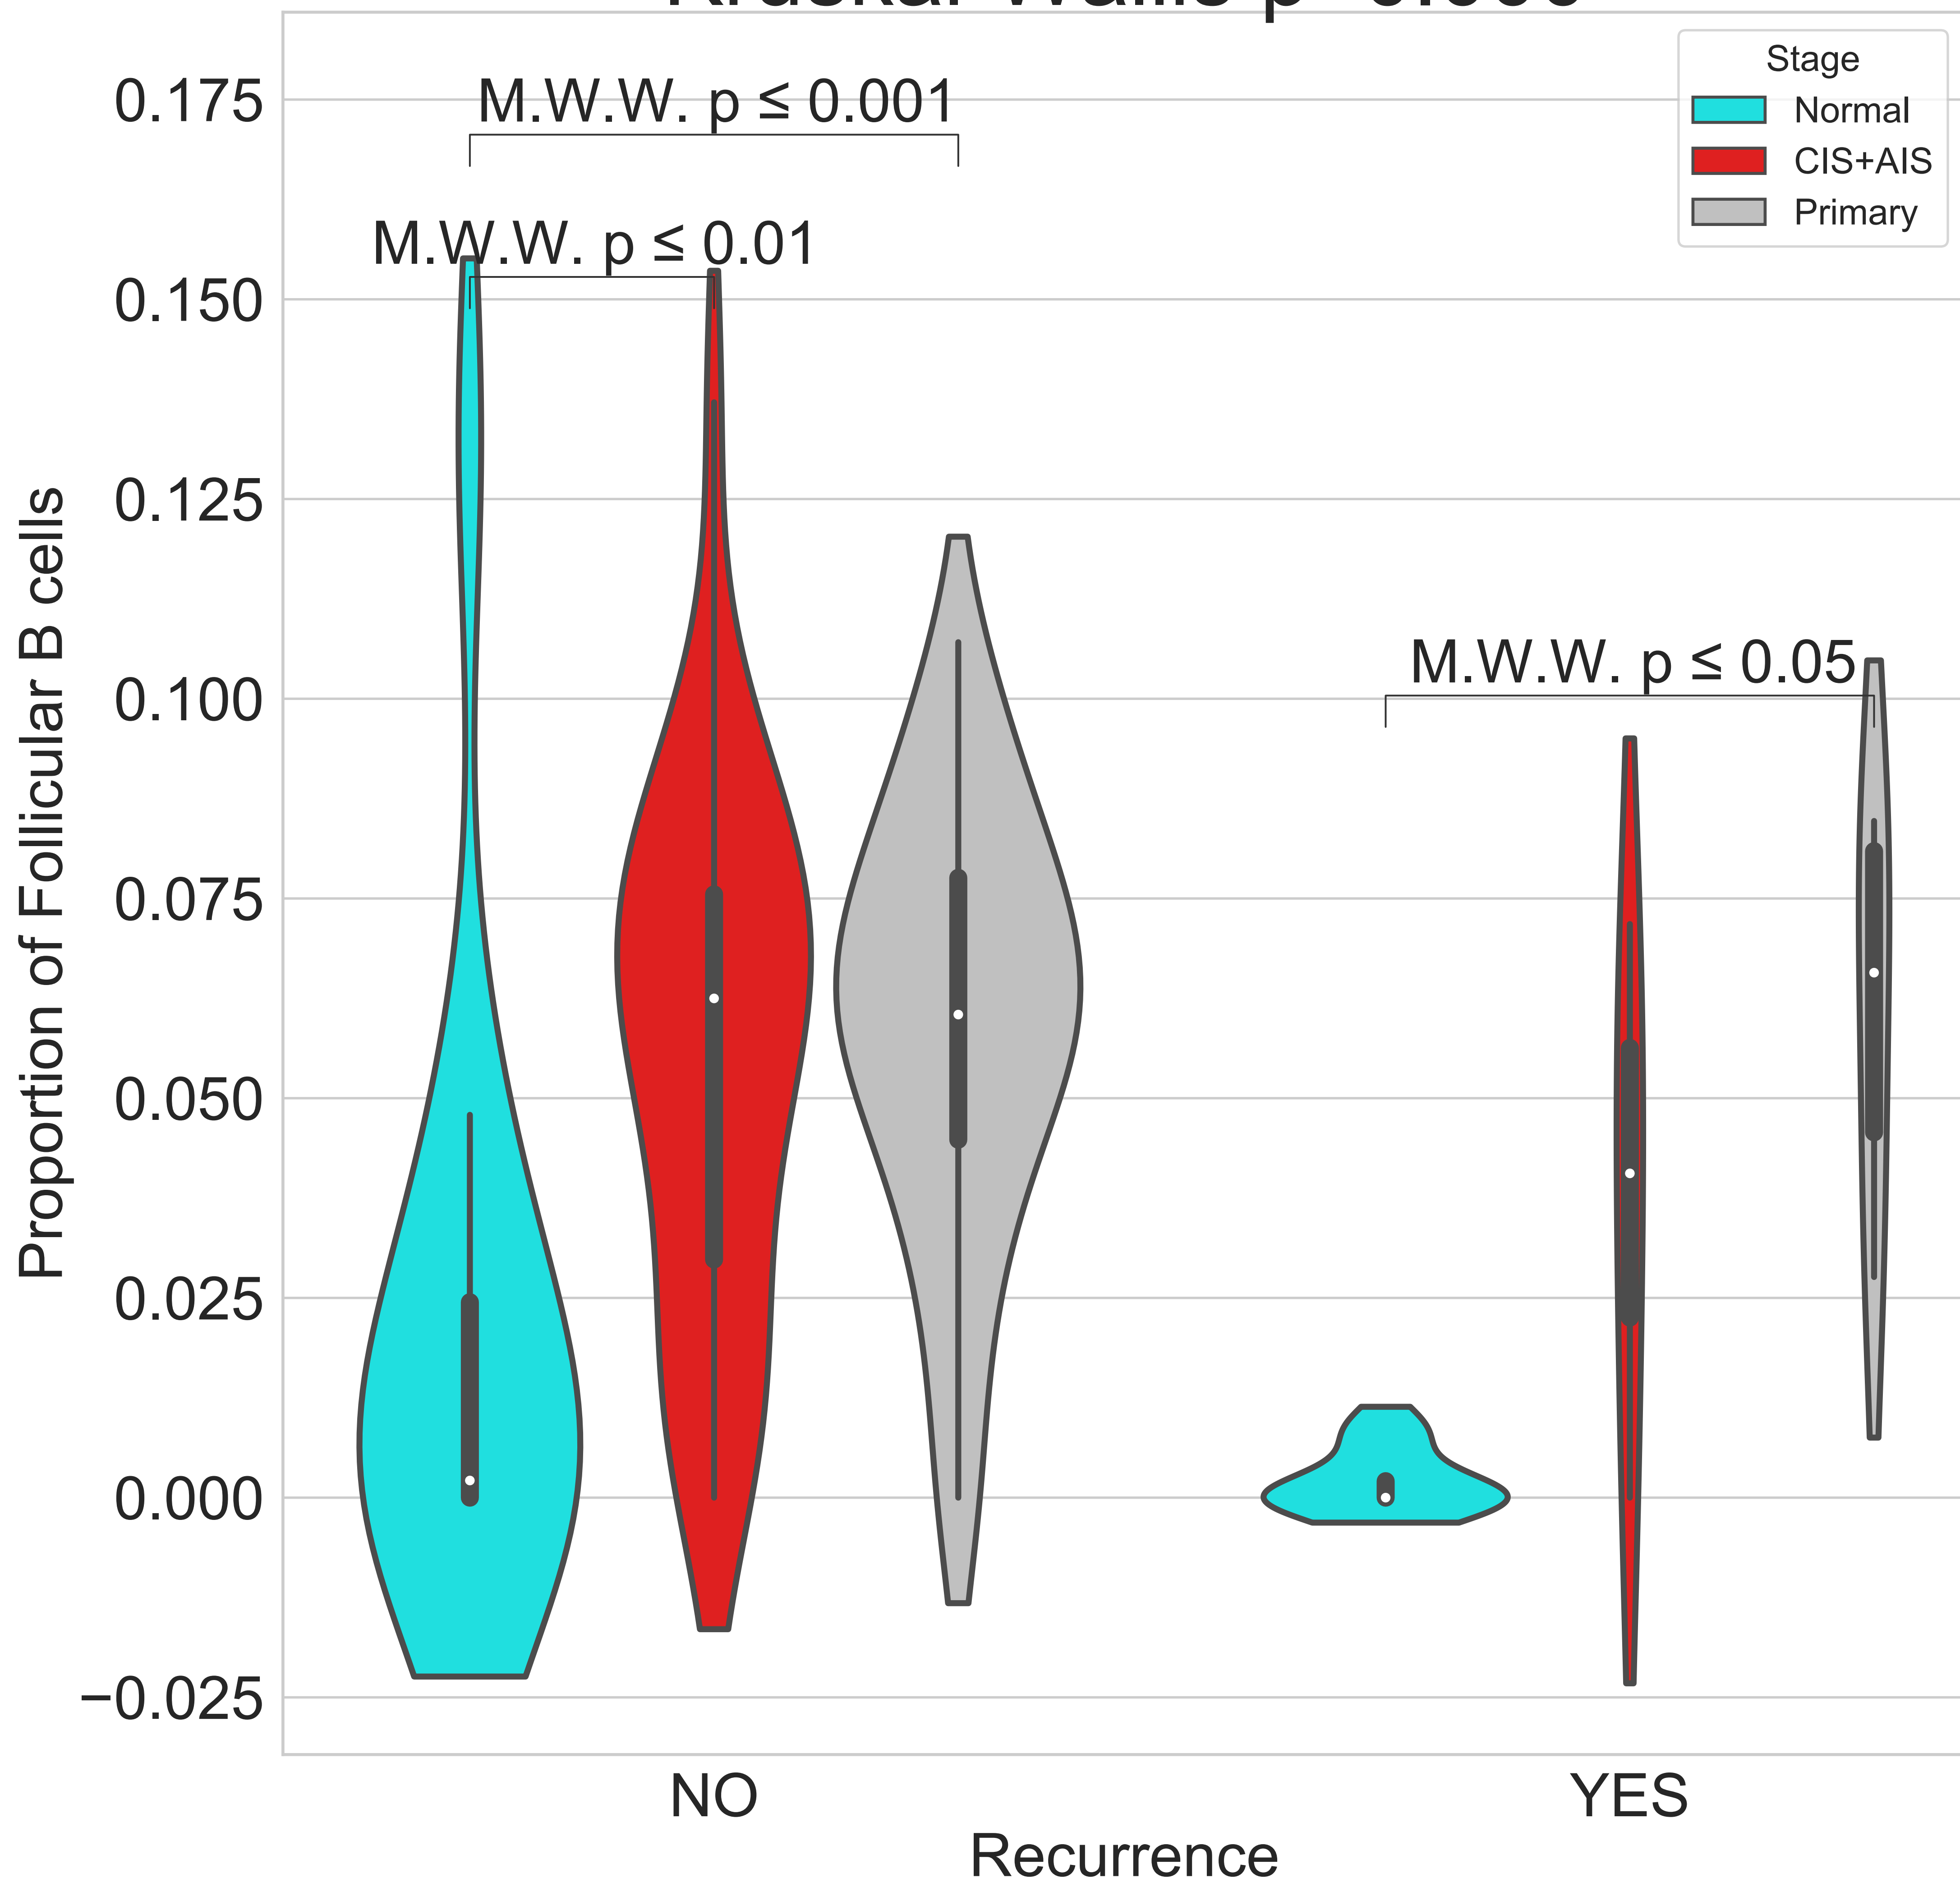 Stage
Normal
CIS+AIS
Primary
M.W.W. p ≤ 0.001
M.W.W. p ≤ 0.01
M.W.W. p ≤ 0.05
0.175
0.150
0.125
0.100
0.075
0.050
0.025
0.000
−0.025
Proportion of Follicular B cells
NO
YES
Recurrence